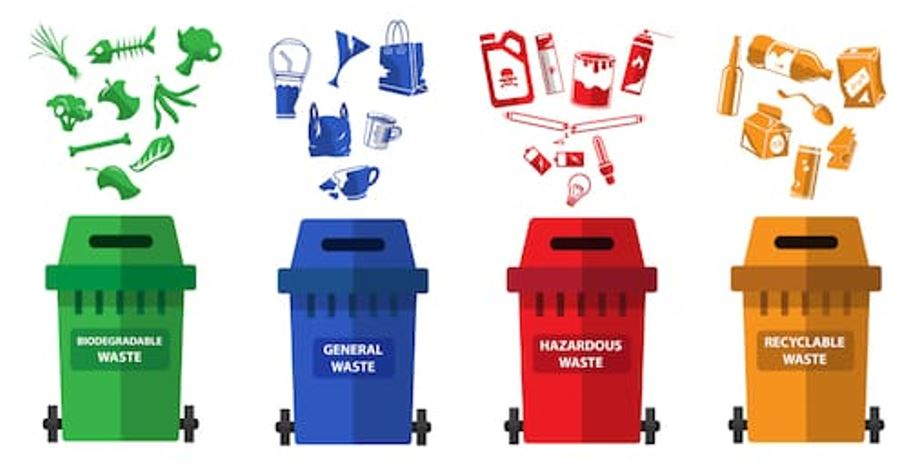 BIODEGRADABLE
WASTE
GENERAL
WASTE
HAZARDOUS
WASTE
RECYCLABLE
WASTE